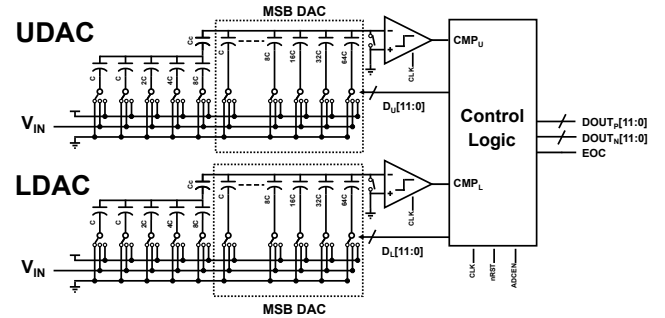 MSB DAC
UDAC
Cc
C
C
2C
4C
8C
C
8C
16C
32C
64C
CLK
CMPU
DU[11:0]
VIN
Control
Logic
DOUTP[11:0]
DOUTN[11:0]
EOC
LDAC
Cc
C
C
2C
4C
8C
C
8C
16C
32C
64C
CLK
CMPL
DL[11:0]
VIN
CLK
nRST
ADCEN
MSB DAC